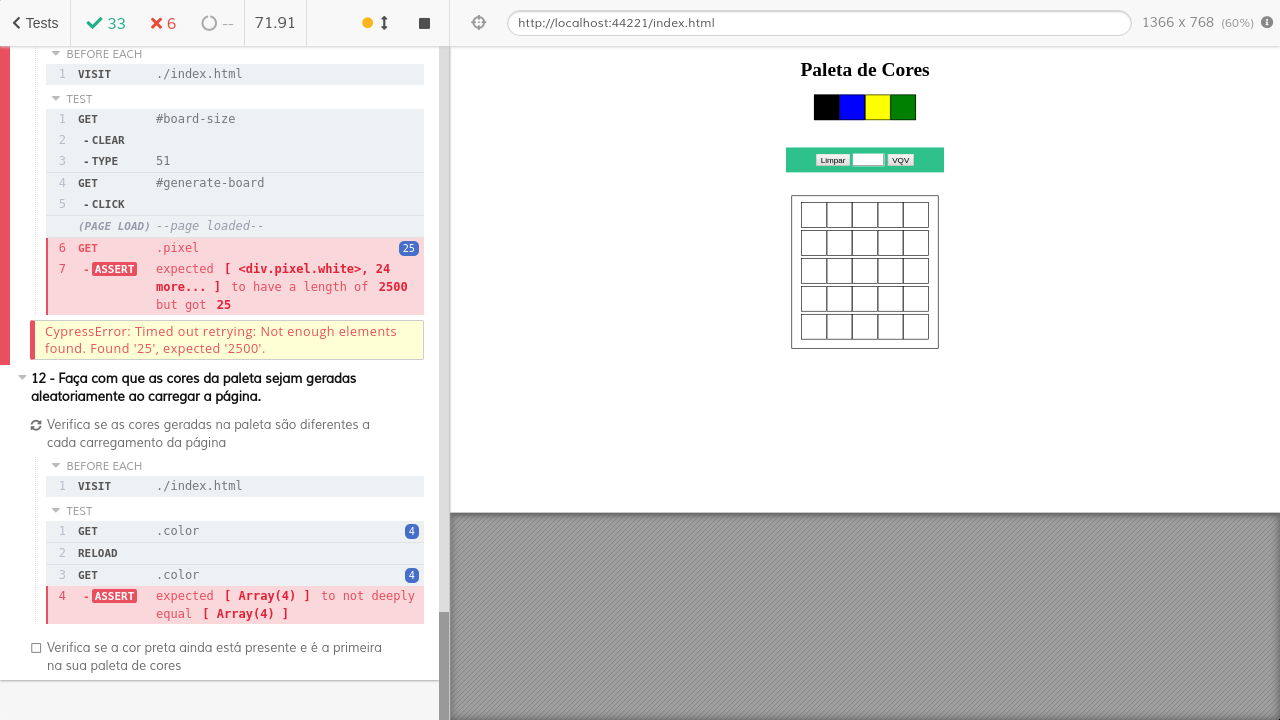 Tests
33
6
--
71.91
http://localhost:44221/index.html
1366 x 768 (60%)
BEFORE EACH
1 VISIT ./index.html
TEST
1 GET #board-size
2 - CLEAR
3 - TYPE 51
4 GET #generate-board
5 - CLICK
(PAGE LOAD) --page loaded--
6 GET .pixel 25
7 - ASSERT expected [ <div.pixel.white>, 24
more... ] to have a length of 2500
but got 25
CypressError: Timed out retrying: Not enough elements
found. Found '25', expected '2500'.
12 - Faça com que as cores da paleta sejam geradas
aleatoriamente ao carregar a página.
Verifica se as cores geradas na paleta são diferentes a
cada carregamento da página
BEFORE EACH
1 VISIT ./index.html
TEST
1 GET .color 4
2 RELOAD
3 GET .color 4
4 - ASSERT expected [ Array(4) ] to not deeply
equal [ Array(4) ]
Verifica se a cor preta ainda está presente e é a primeira
na sua paleta de cores
Paleta de Cores
Limpar VQV